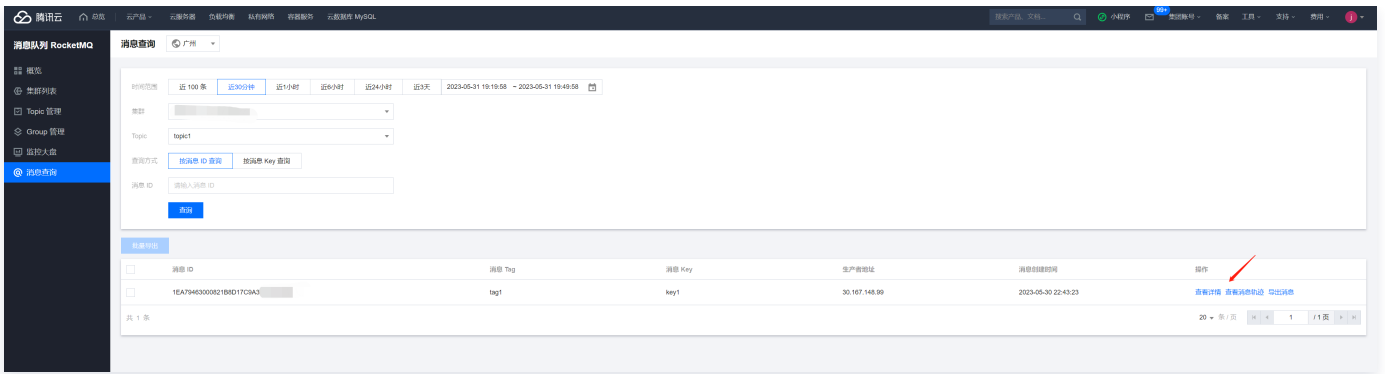 腾讯云 总览 云产品 云服务器 负载均衡 私有网络 容器服务 云数据库 MySQL 搜索产品、文档... 小程序 99+ 集团账号 备案 工具 支持 费用 j
消息队列 RocketMQ
消息查询 广州
概览
集群列表
Topic 管理
Group 管理
监控大盘
消息查询
时间范围 近 100 条 近30分钟 近1小时 近6小时 近24小时 近3天 2023-05-31 19:19:58 ~ 2023-05-31 19:49:58
集群
Topic topic1
查询方式 按消息 ID 查询 按消息 Key 查询
消息 ID 请输入消息 ID
查询
批量导出
消息 ID 消息 Tag 消息 Key 生产者地址 消息创建时间 操作
1EA79463000821B8D17C9A3 tag1 key1 30.167.148.99 2023-05-30 22:43:23 查看详情 查看消息轨迹 导出消息
共 1 条 20 条 / 页 1 / 1 页